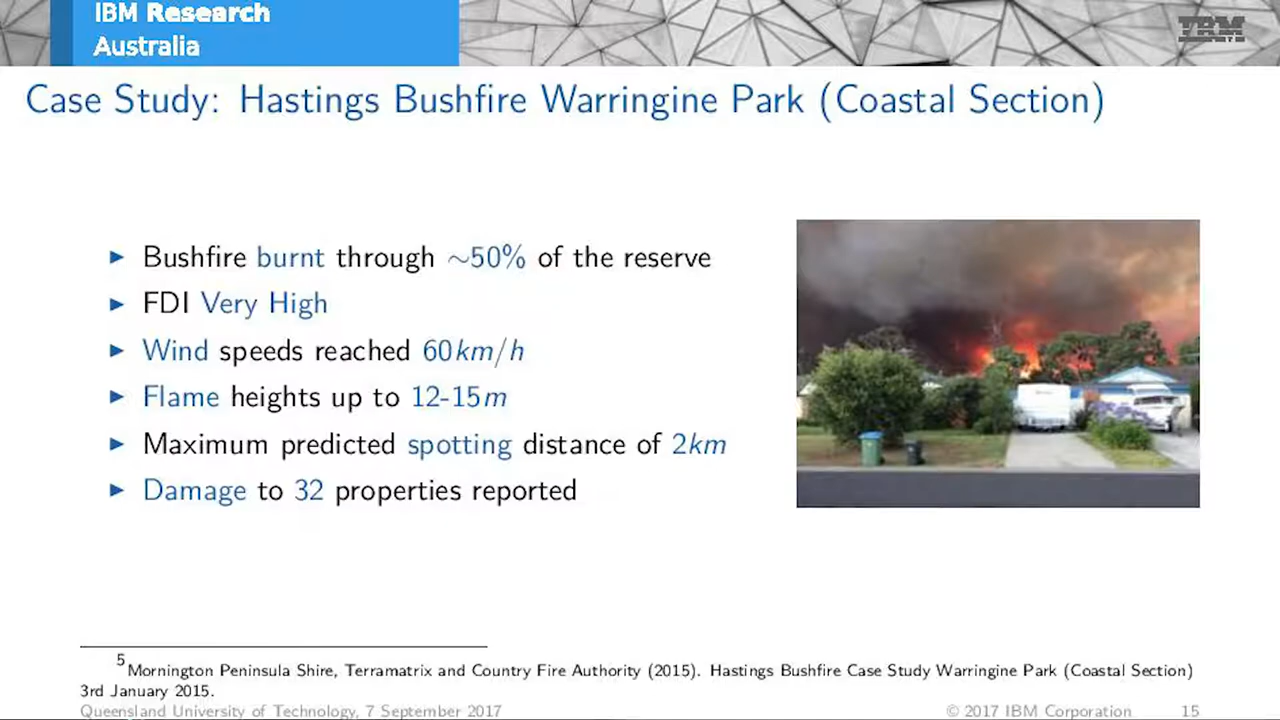 IBM Research
Australia
IBM
Case Study: Hastings Bushfire Warringine Park (Coastal Section)
▶ Bushfire burnt through ~50% of the reserve
▶ FDI Very High
▶ Wind speeds reached 60km/h
▶ Flame heights up to 12-15m
▶ Maximum predicted spotting distance of 2km
▶ Damage to 32 properties reported
5 Mornington Peninsula Shire, Terramatrix and Country Fire Authority (2015). Hastings Bushfire Case Study Warringine Park (Coastal Section)
3rd January 2015.
Queensland University of Technology, 7 September 2017 © 2017 IBM Corporation 15